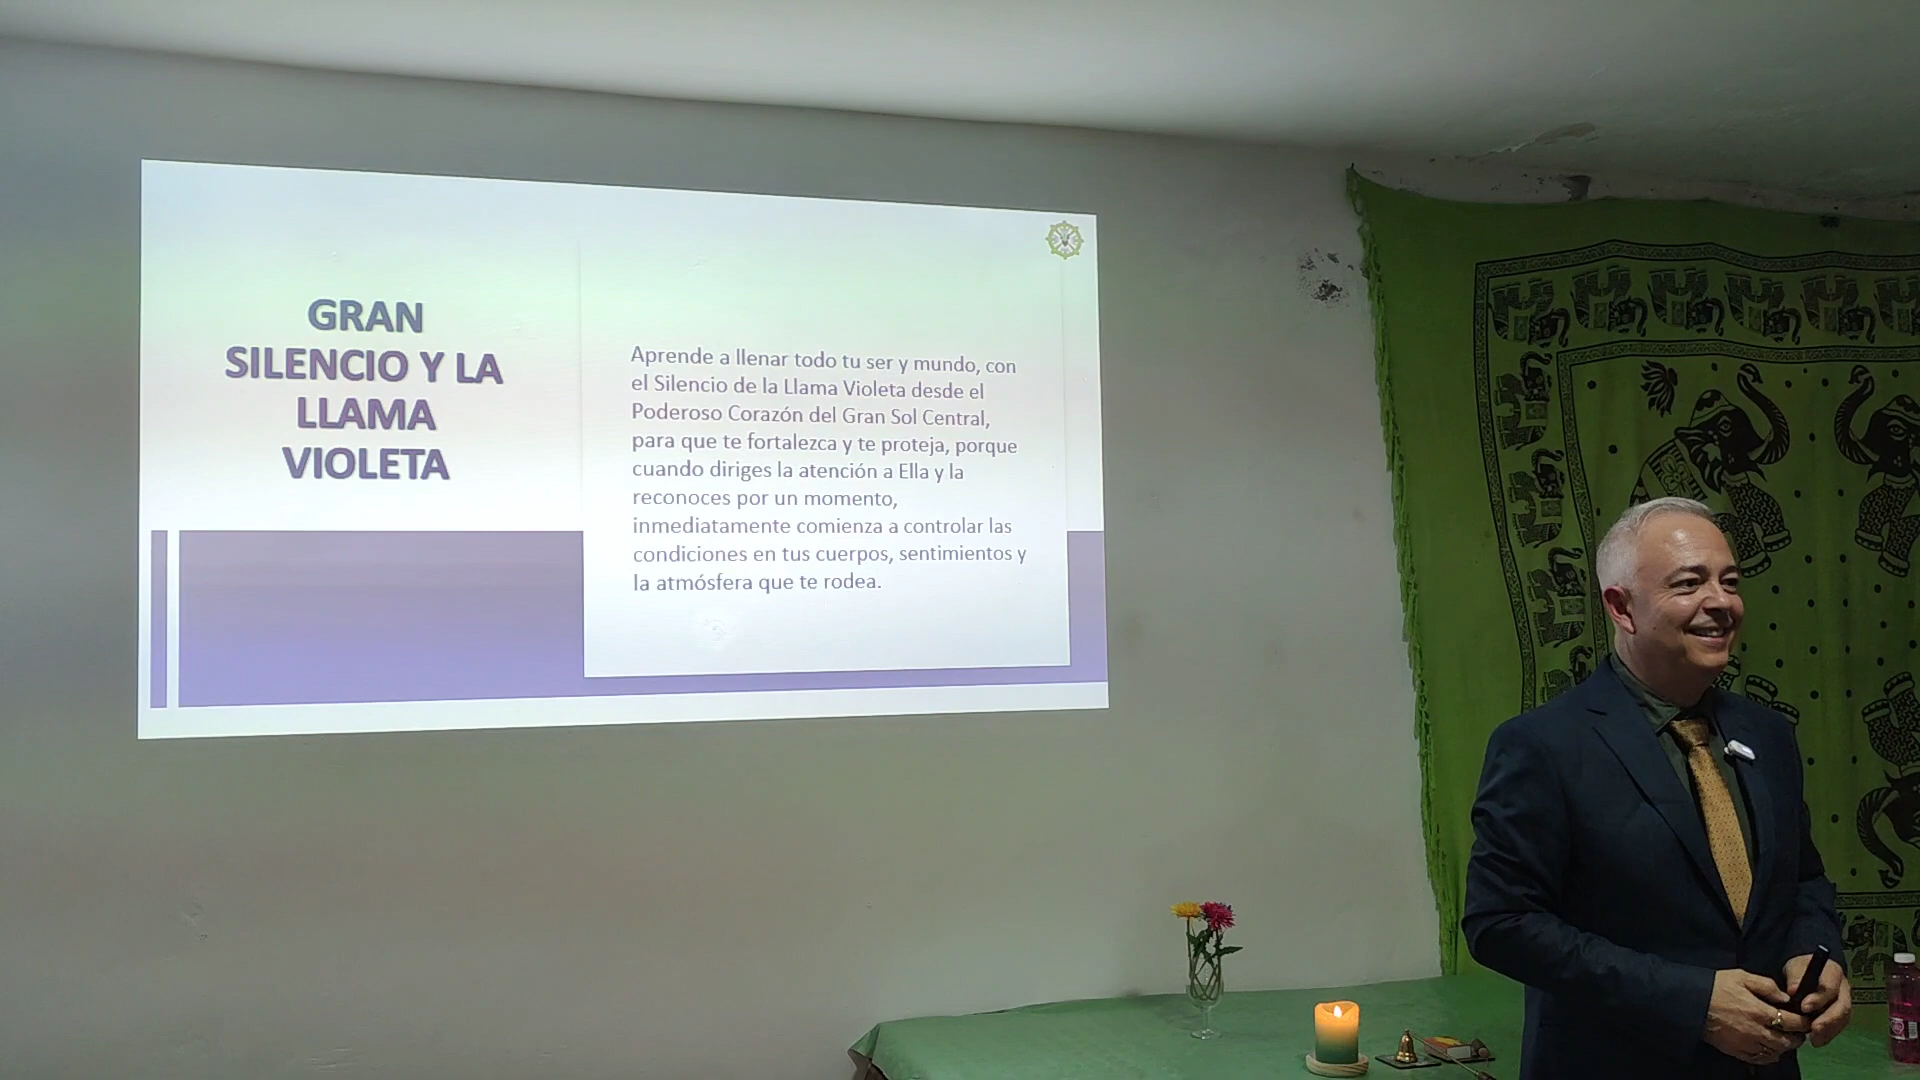 GRAN
SILENCIO Y LA
LLAMA
VIOLETA
Aprende a llenar todo tu ser y mundo, con
el Silencio de la Llama Violeta desde el
Poderoso Corazón del Gran Sol Central,
para que te fortalezca y te proteja, porque
cuando diriges la atención a Ella y la
reconoces por un momento,
inmediatamente comienza a controlar las
condiciones en tus cuerpos, sentimientos y
la atmósfera que te rodea.